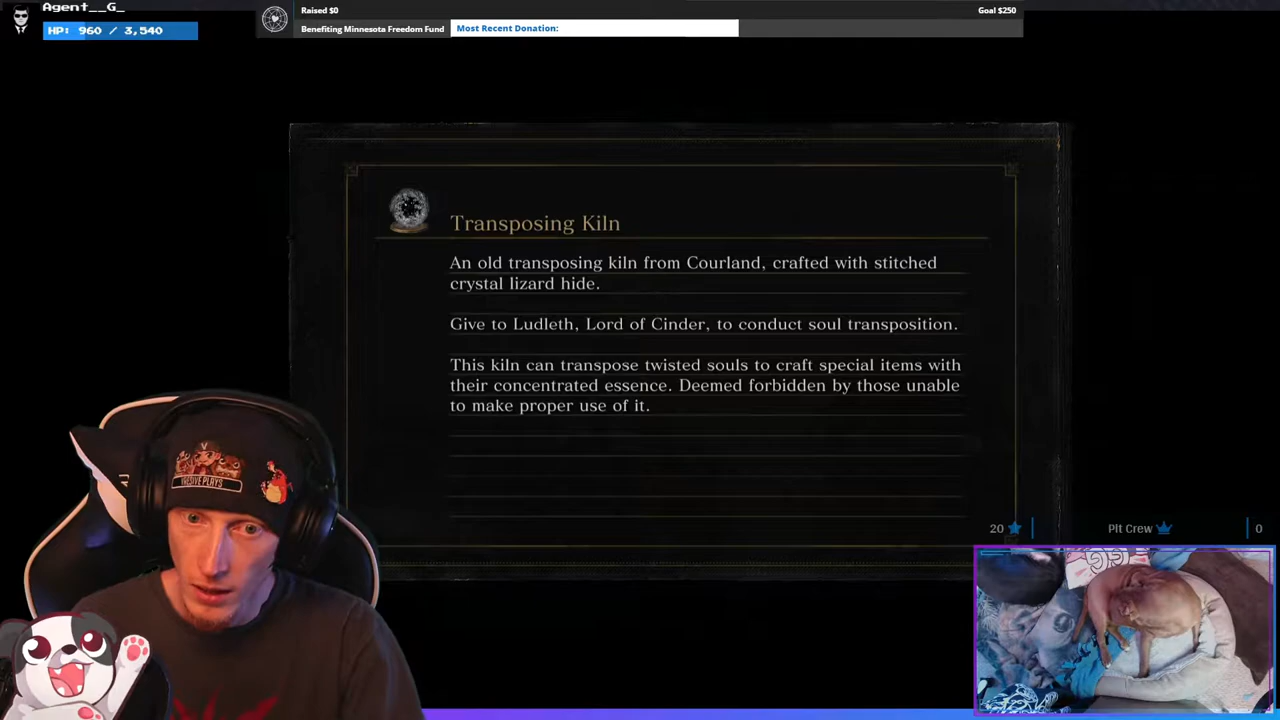 Agent__G_
HP: 960 / 3,540
Raised $0
Goal $250
Benefiting Minnesota Freedom Fund
Most Recent Donation:
Transposing Kiln
An old transposing kiln from Courland, crafted with stitched
crystal lizard hide.
Give to Ludleth, Lord of Cinder, to conduct soul transposition.
This kiln can transpose twisted souls to craft special items with
their concentrated essence. Deemed forbidden by those unable
to make proper use of it.
20
Pit Crew
0